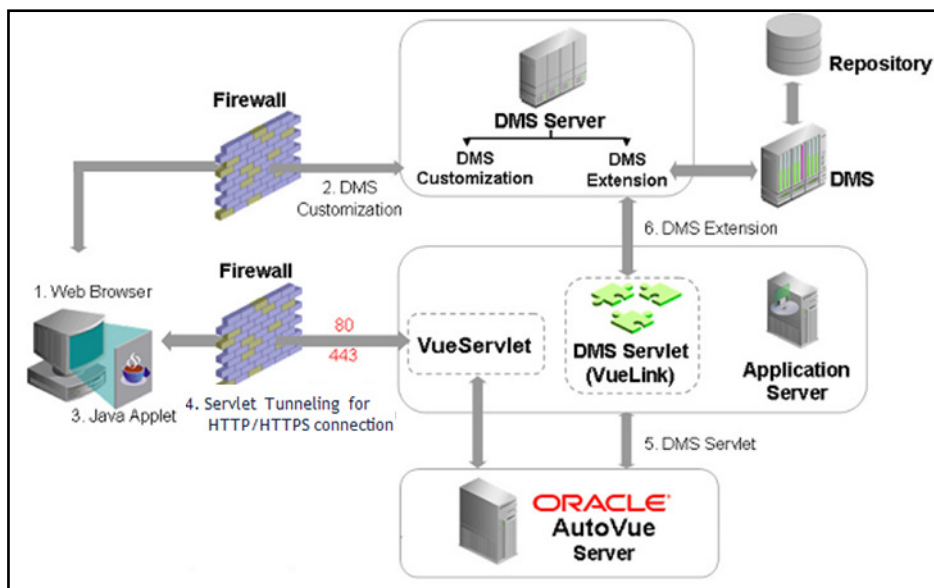 Firewall
DMS Server
DMS
Customization
DMS
Extension
Repository
DMS
2. DMS
Customization
6. DMS Extension
1. Web Browser
Firewall
80
443
3. Java Applet
4. Servlet Tunneling for
HTTP/HTTPS connection
VueServlet
DMS Servlet
(VueLink)
Application
Server
5. DMS Servlet
ORACLE®
AutoVue
Server